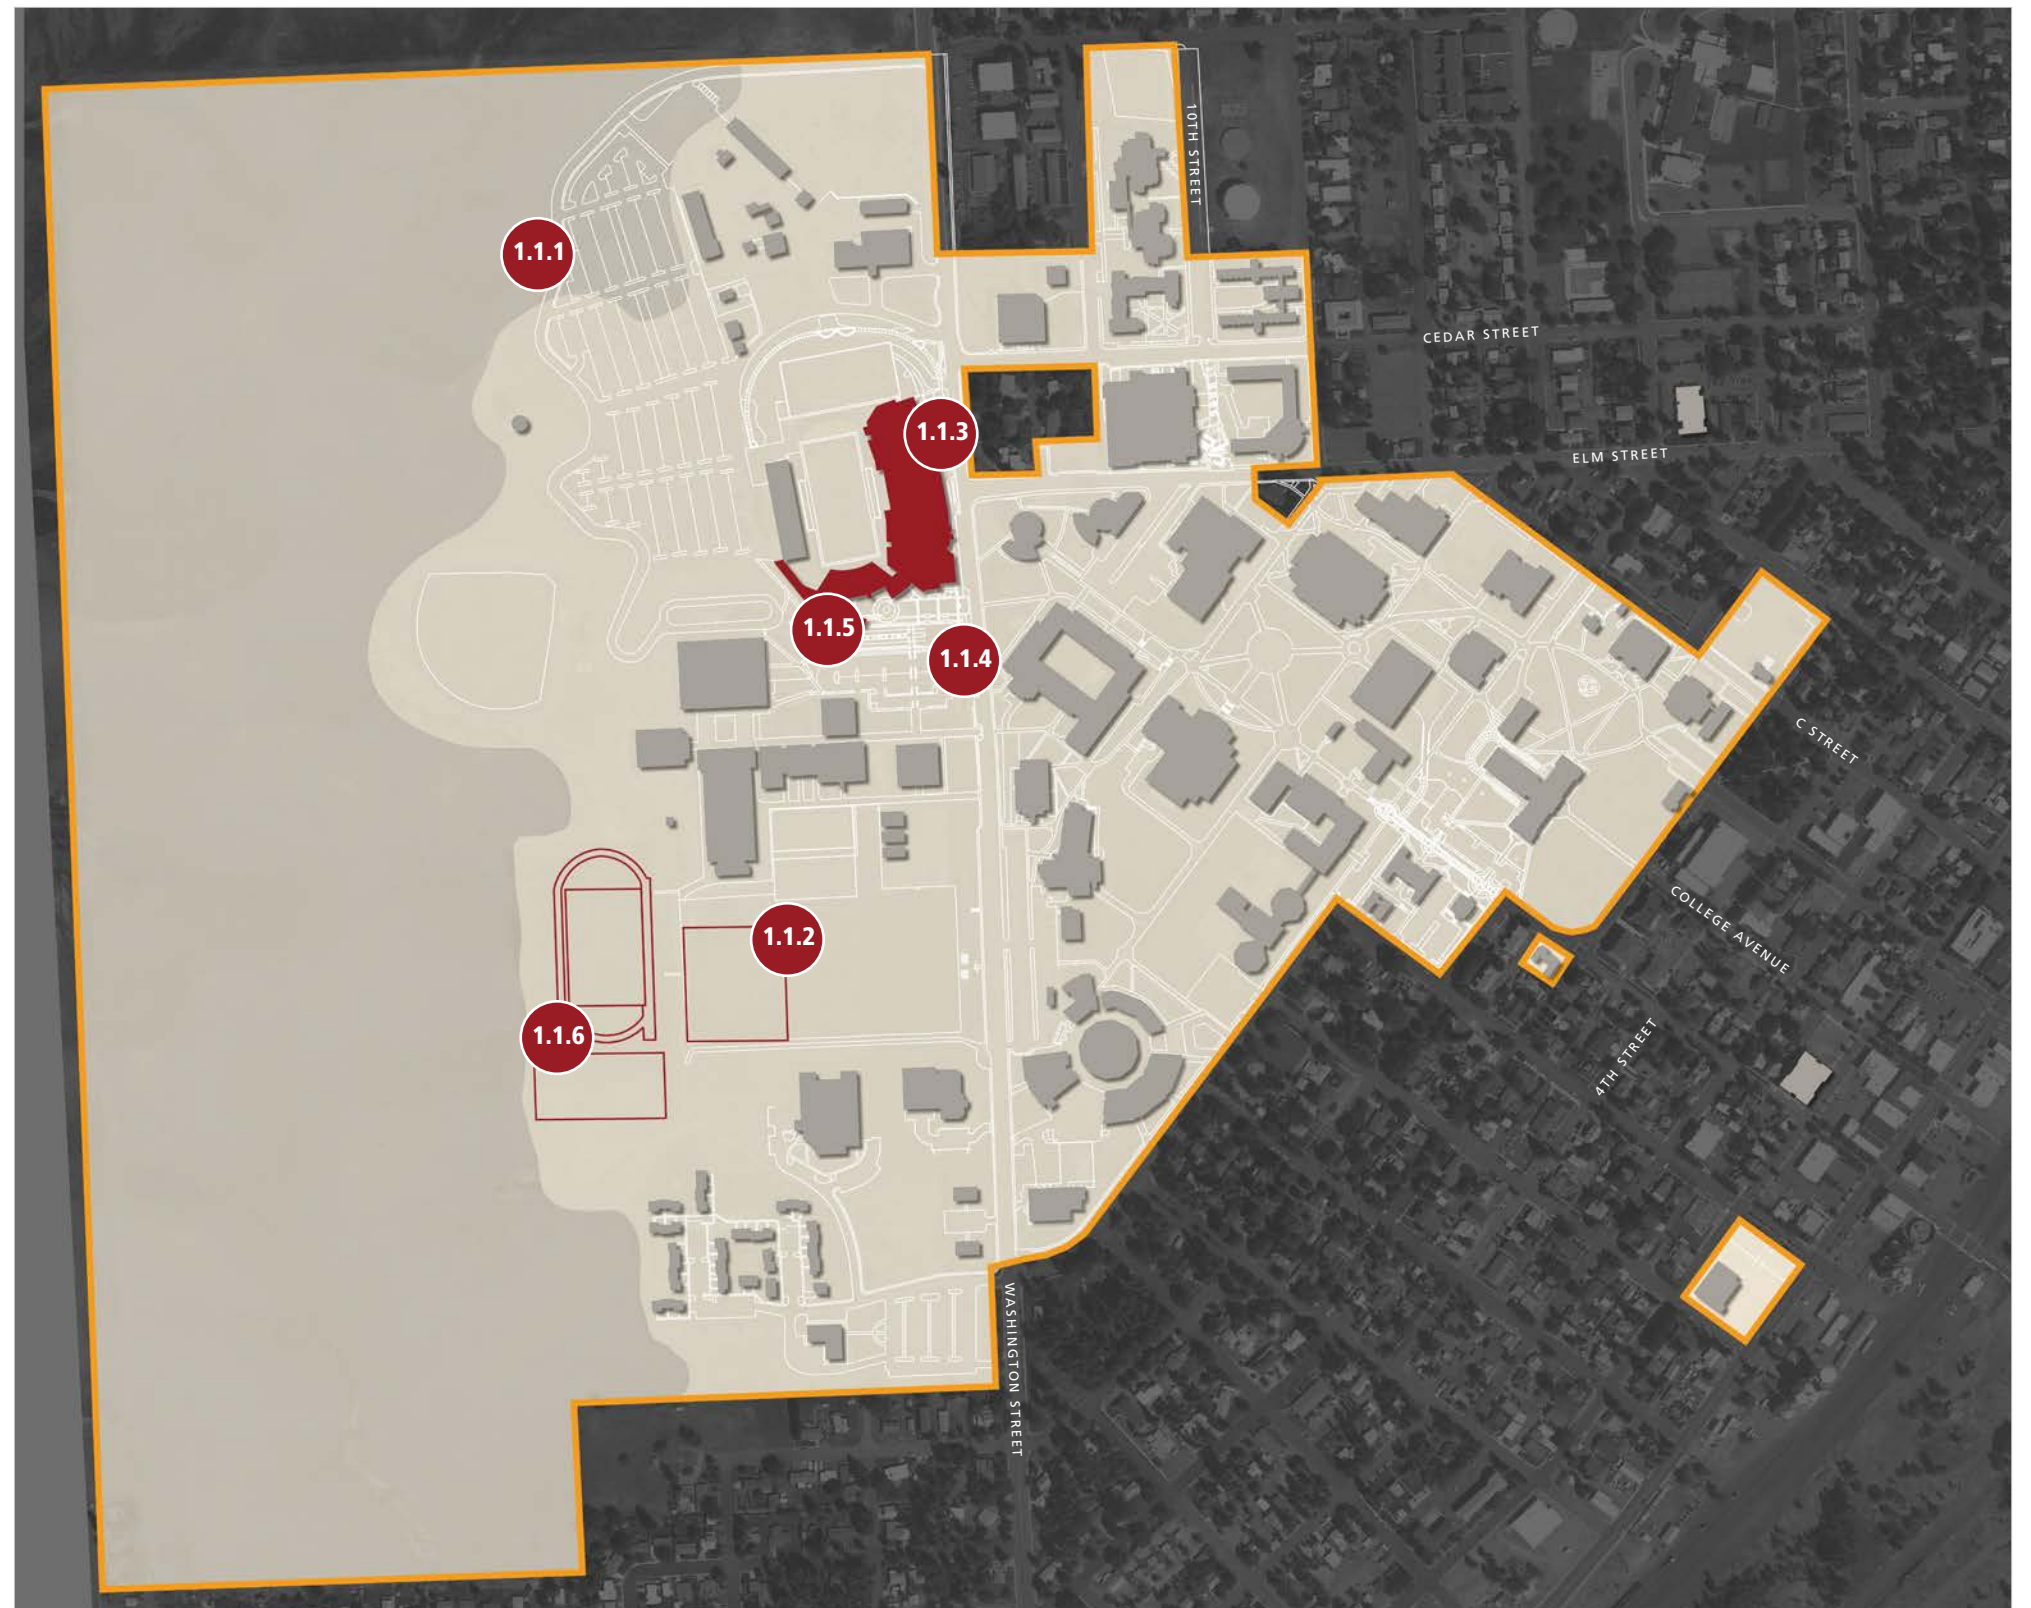 10TH STREET
1.1.1
CEDAR STREET
1.1.3
ELM STREET
1.1.5
1.1.4
C STREET
1.1.2
COLLEGE AVENUE
1.1.6
4TH STREET
WASHINGTON STREET